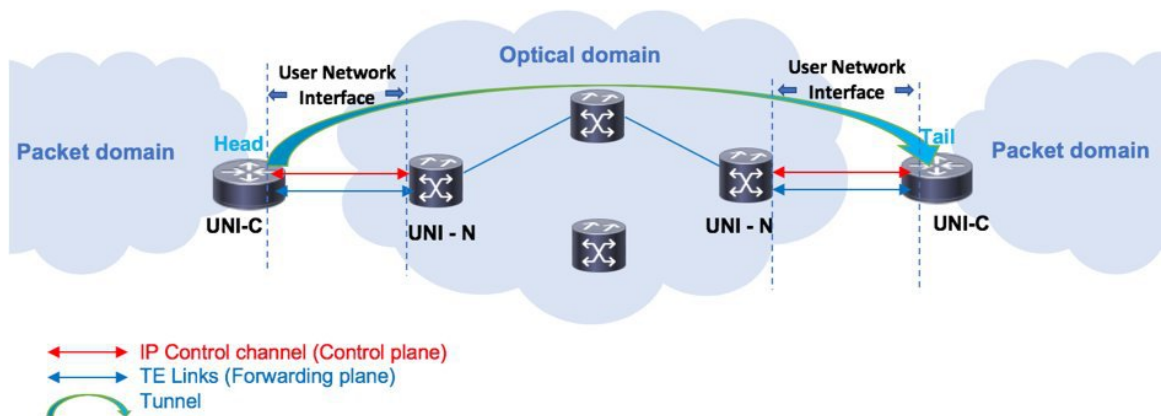 Optical domain
User Network
Interface
User Network
Interface
Packet domain
Head
Tail
Packet domain
UNI-C
UNI - N
UNI - N
UNI-C
IP Control channel (Control plane)
TE Links (Forwarding plane)
Tunnel